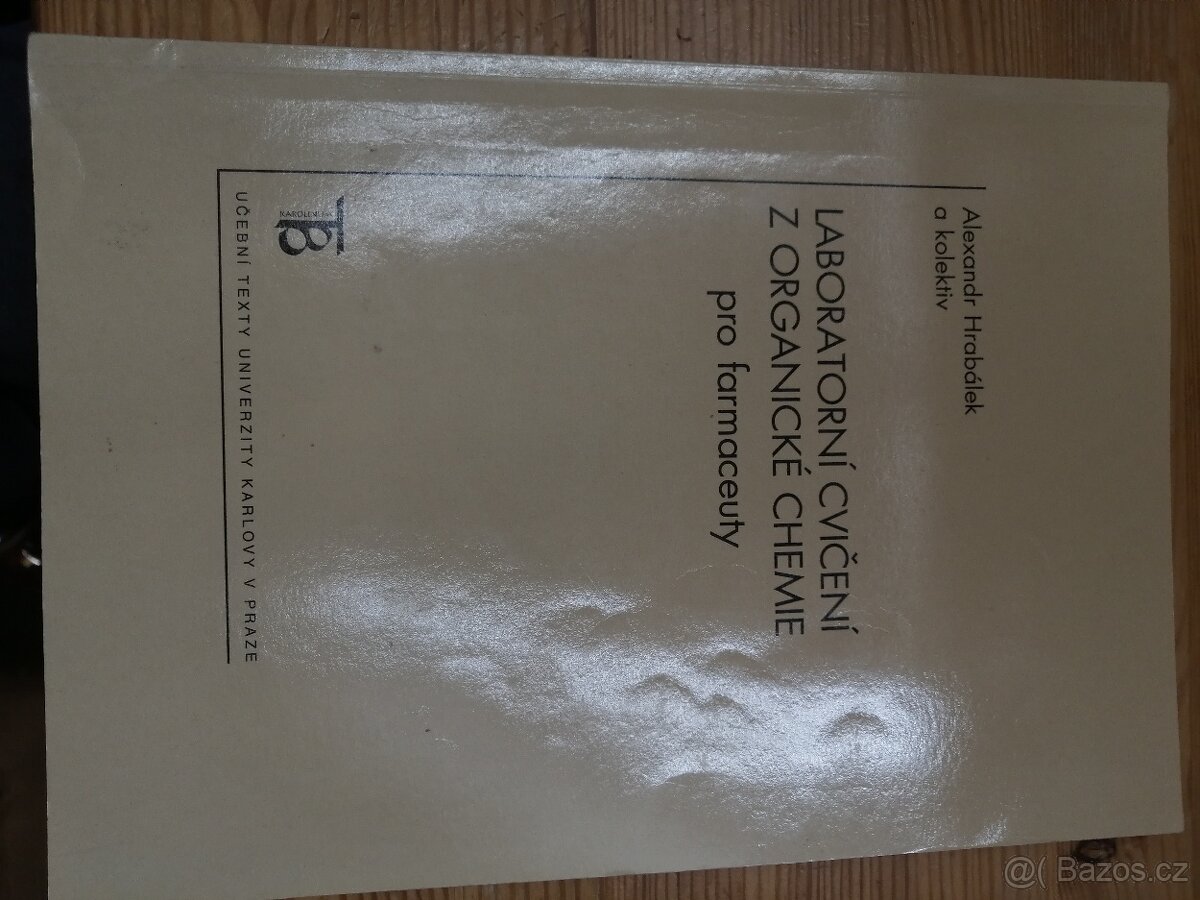 Alexandr Hrabálek
a kolektiv
LABORATORNÍ CVIČENÍ
Z ORGANICKÉ CHEMIE
pro farmaceuty
KAROLINUM
UČEBNÍ TEXTY UNIVERZITY KARLOVY V PRAZE
@( Bazos.cz